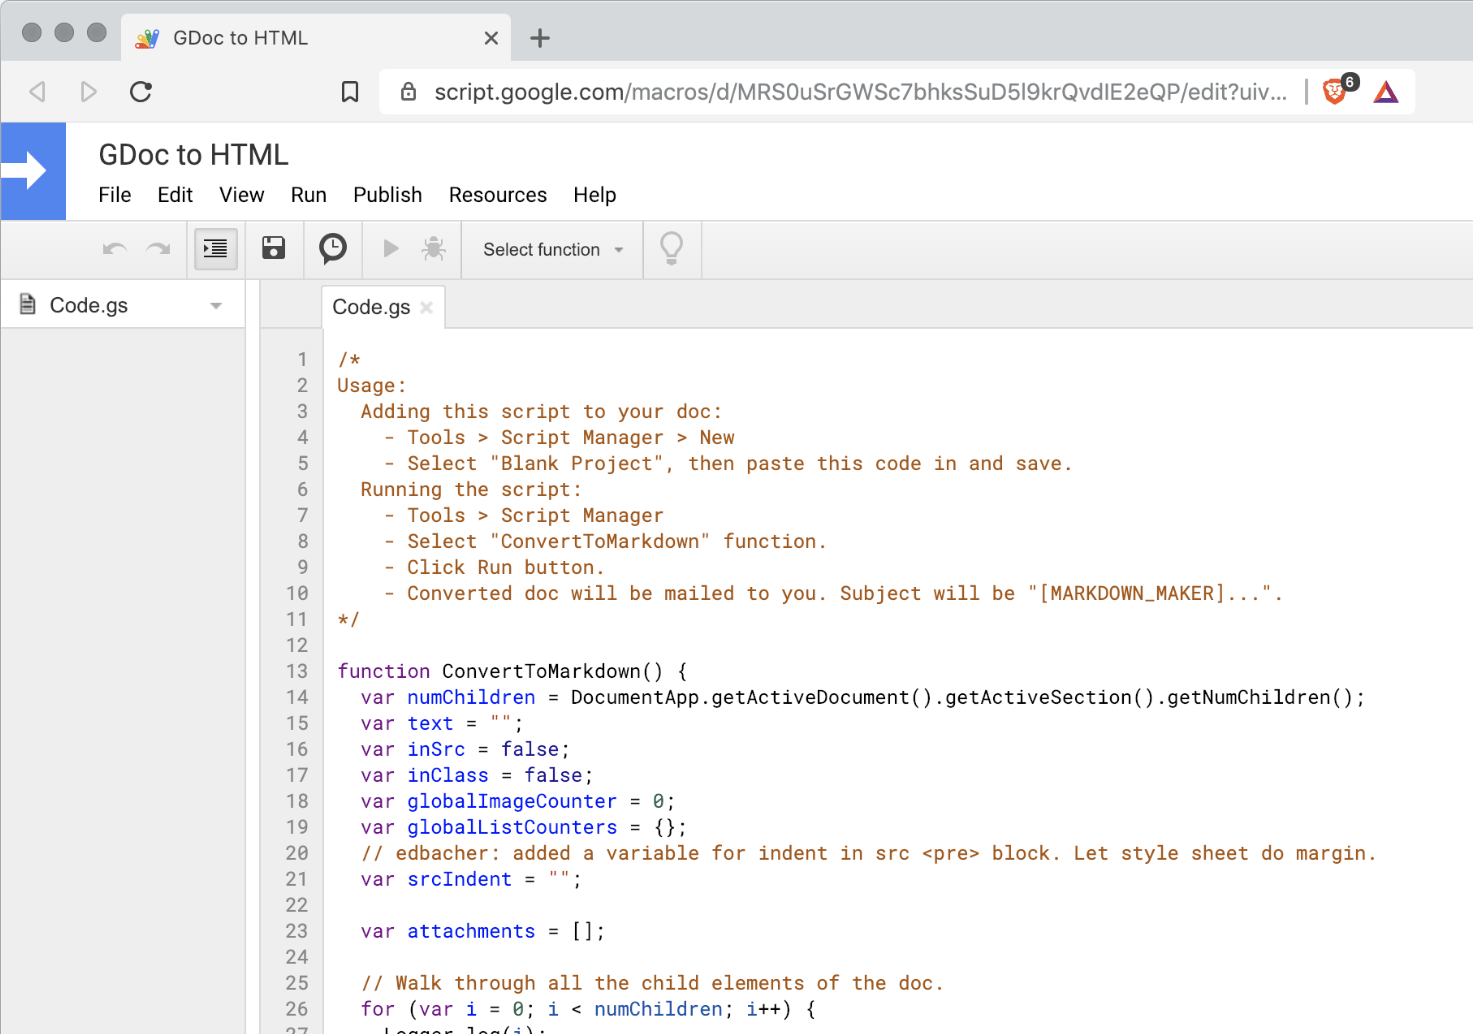 GDoc to HTML
script.google.com/macros/d/MRS0uSrGWSc7bhksSuD5l9krQvdIE2eQP/edit?uiv...
6
GDoc to HTML
File Edit View Run Publish Resources Help
Select function
Code.gs
Code.gs
1 /*
2 Usage:
3 Adding this script to your doc:
4 - Tools > Script Manager > New
5 - Select "Blank Project", then paste this code in and save.
6 Running the script:
7 - Tools > Script Manager
8 - Select "ConvertToMarkdown" function.
9 - Click Run button.
10 - Converted doc will be mailed to you. Subject will be "[MARKDOWN_MAKER]...".
11 */
12
13 function ConvertToMarkdown() {
14 var numChildren = DocumentApp.getActiveDocument().getActiveSection().getNumChildren();
15 var text = "";
16 var inSrc = false;
17 var inClass = false;
18 var globalImageCounter = 0;
19 var globalListCounters = {};
20 // edbacher: added a variable for indent in src <pre> block. Let style sheet do margin.
21 var srcIndent = "";
22
23 var attachments = [];
24
25 // Walk through all the child elements of the doc.
26 for (var i = 0; i < numChildren; i++) {
27 Logger.log(i);